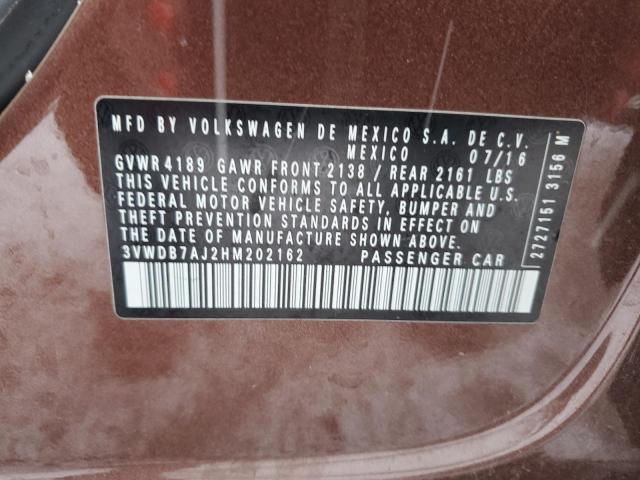 MFD BY VOLKSWAGEN DE MEXICO S.A. DE C.V.
MEXICO 07/16
GVWR 4189 GAWR FRONT 2138 / REAR 2161 LBS
THIS VEHICLE CONFORMS TO ALL APPLICABLE U.S.
FEDERAL MOTOR VEHICLE SAFETY, BUMPER AND
THEFT PREVENTION STANDARDS IN EFFECT ON
THE DATE OF MANUFACTURE SHOWN ABOVE.
3VWDB7AJ2HM202162 PASSENGER CAR
2727151 3156 M